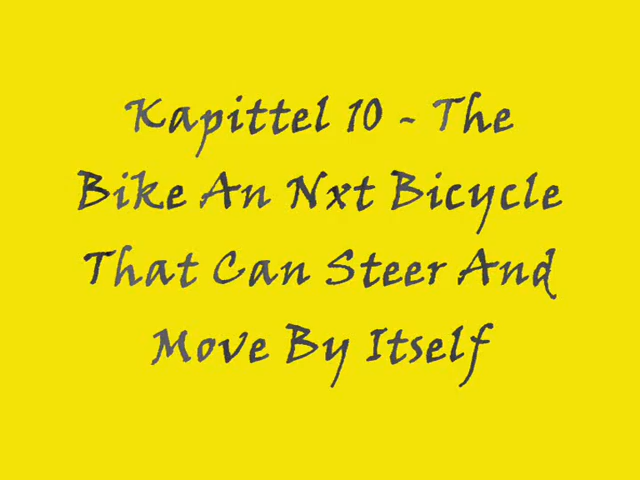 Kapittel 10 - The
Bike An Nxt Bicycle
That Can Steer And
Move By Itself